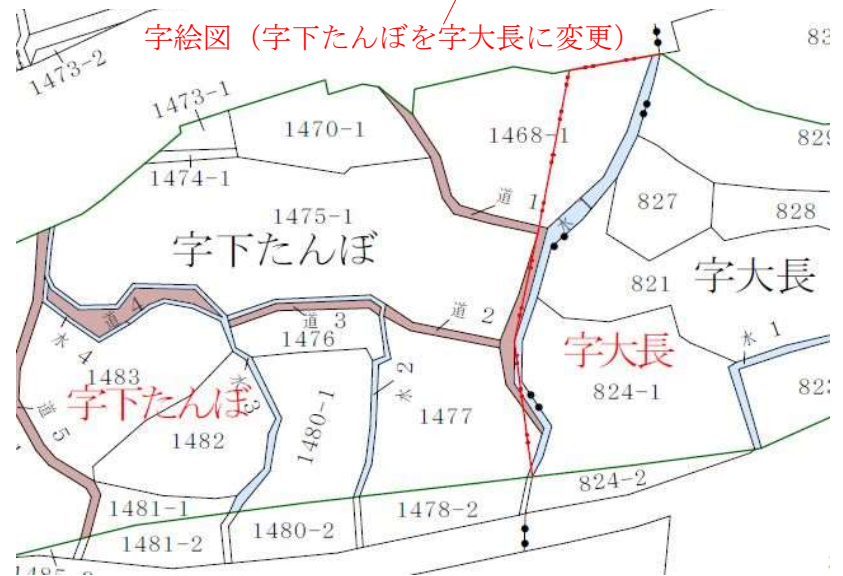 字絵図（字下たんぼを字大長に変更）
1473-2
1473-1
1470-1
1468-1
1474-1
道 1
827
828
1475-1
水
字下たんぼ
821
字大長
道 4
道 3
道 2
水 1
1476
水 4
字大長
1483
水 3
水 2
824-1
字下たんぼ
1477
道 5
1482
1480-1
824-2
1481-1
1478-2
1480-2
1481-2